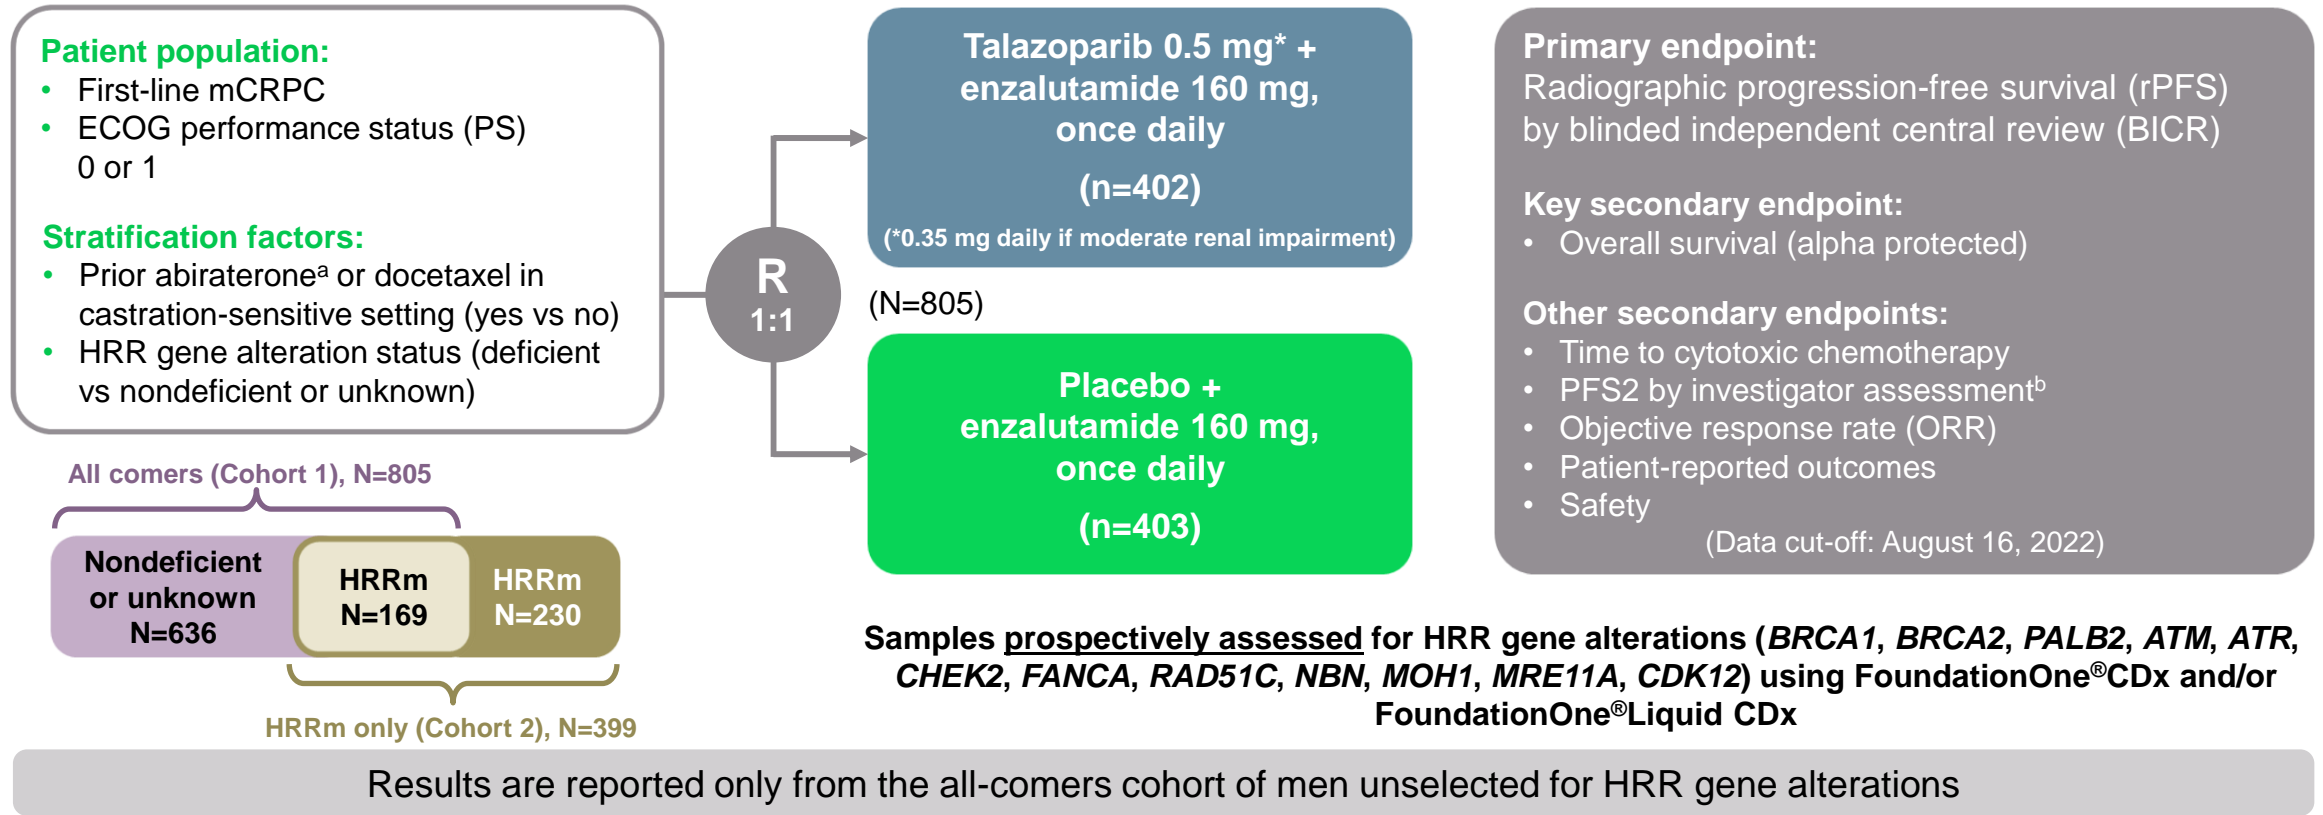 Patient population:
• First-line mCRPC
• ECOG performance status (PS)
0 or 1
Stratification factors:
• Prior abirateroneᵃ or docetaxel in
castration-sensitive setting (yes vs no)
• HRR gene alteration status (deficient
vs nondeficient or unknown)
R
1:1
Talazoparib 0.5 mg* +
enzalutamide 160 mg,
once daily
(n=402)
(*0.35 mg daily if moderate renal impairment)
(N=805)
Placebo +
enzalutamide 160 mg,
once daily
(n=403)
Primary endpoint:
Radiographic progression-free survival (rPFS)
by blinded independent central review (BICR)
Key secondary endpoint:
• Overall survival (alpha protected)
Other secondary endpoints:
• Time to cytotoxic chemotherapy
• PFS2 by investigator assessmentᵇ
• Objective response rate (ORR)
• Patient-reported outcomes
• Safety
(Data cut-off: August 16, 2022)
All comers (Cohort 1), N=805
Nondeficient
or unknown
N=636
HRRm
N=169
HRRm
N=230
HRRm only (Cohort 2), N=399
Samples prospectively assessed for HRR gene alterations (BRCA1, BRCA2, PALB2, ATM, ATR,
CHEK2, FANCA, RAD51C, NBN, MOH1, MRE11A, CDK12) using FoundationOne®CDx and/or
FoundationOne®Liquid CDx
Results are reported only from the all-comers cohort of men unselected for HRR gene alterations